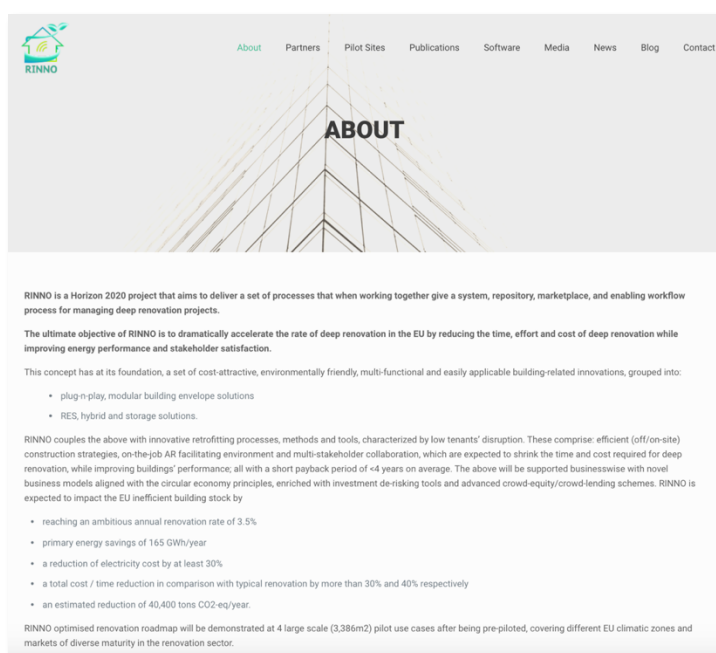 RINNO
About Partners Pilot Sites Publications Software Media News Blog Contact
ABOUT
RINNO is a Horizon 2020 project that aims to deliver a set of processes that when working together give a system, repository, marketplace, and enabling workflow
process for managing deep renovation projects.
The ultimate objective of RINNO is to dramatically accelerate the rate of deep renovation in the EU by reducing the time, effort and cost of deep renovation while
improving energy performance and stakeholder satisfaction.
This concept has at its foundation, a set of cost-attractive, environmentally friendly, multi-functional and easily applicable building-related innovations, grouped into:
• plug-n-play, modular building envelope solutions
• RES, hybrid and storage solutions.
RINNO couples the above with innovative retrofitting processes, methods and tools, characterized by low tenants' disruption. These comprise: efficient (off/on-site)
construction strategies, on-the-job AR facilitating environment and multi-stakeholder collaboration, which are expected to shrink the time and cost required for deep
renovation, while improving buildings' performance; all with a short payback period of <4 years on average. The above will be supported businesswise with novel
business models aligned with the circular economy principles, enriched with investment de-risking tools and advanced crowd-equity/crowd-lending schemes. RINNO is
expected to impact the EU inefficient building stock by
• reaching an ambitious annual renovation rate of 3.5%
• primary energy savings of 165 GWh/year
• a reduction of electricity cost by at least 30%
• a total cost / time reduction in comparison with typical renovation by more than 30% and 40% respectively
• an estimated reduction of 40,400 tons CO2-eq/year.
RINNO optimised renovation roadmap will be demonstrated at 4 large scale (3,386m2) pilot use cases after being pre-piloted, covering different EU climatic zones and
markets of diverse maturity in the renovation sector.